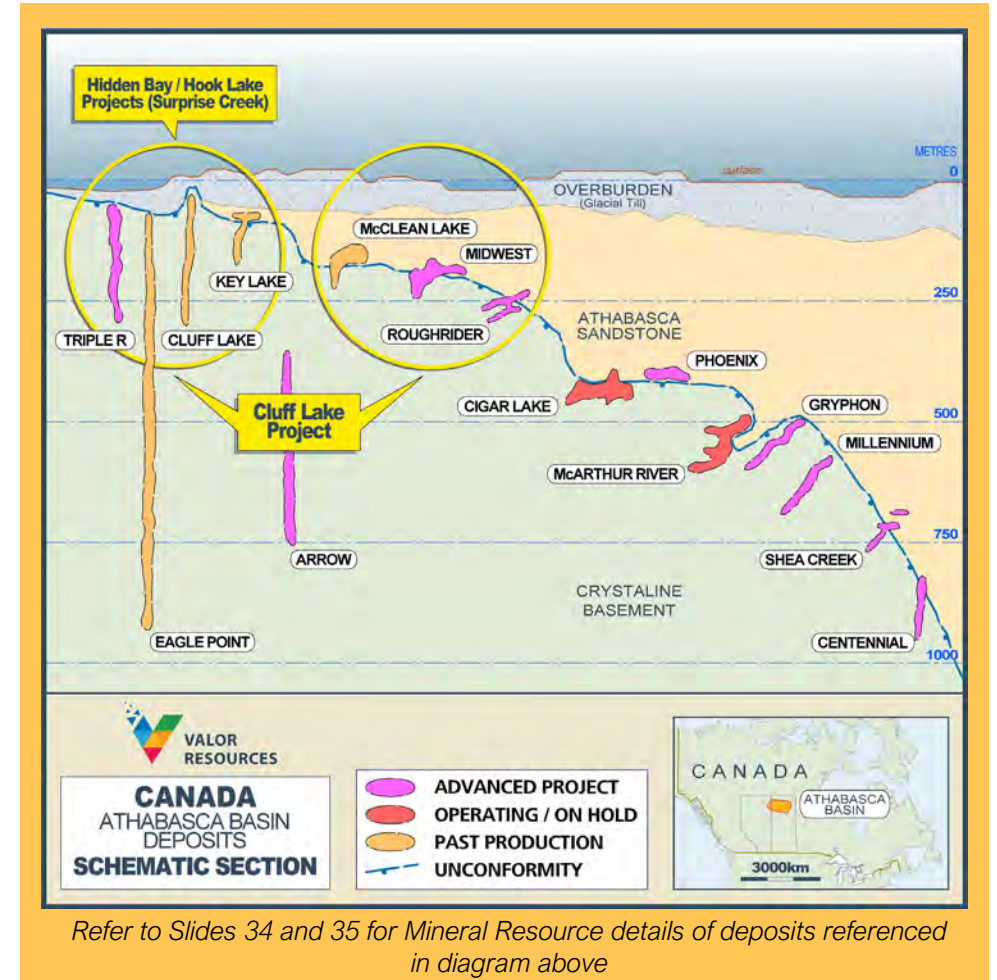 Hidden Bay / Hook Lake
Projects (Surprise Creek)
METRES
surface
0
OVERBURDEN
(Glacial Till)
McCLEAN LAKE
MIDWEST
KEY LAKE
250
ATHABASCA
SANDSTONE
TRIPLE R
CLUFF LAKE
ROUGHRIDER
PHOENIX
CIGAR LAKE
GRYPHON
Cluff Lake
Project
500
MILLENNIUM
McARTHUR RIVER
750
ARROW
SHEA CREEK
CRYSTALINE
BASEMENT
EAGLE POINT
CENTENNIAL
1000
VALOR
RESOURCES
CANADA
ATHABASCA BASIN
DEPOSITS
SCHEMATIC SECTION
ADVANCED PROJECT
OPERATING / ON HOLD
PAST PRODUCTION
UNCONFORMITY
CANADA
ATHABASCA
BASIN
3000km
Refer to Slides 34 and 35 for Mineral Resource details of deposits referenced
in diagram above